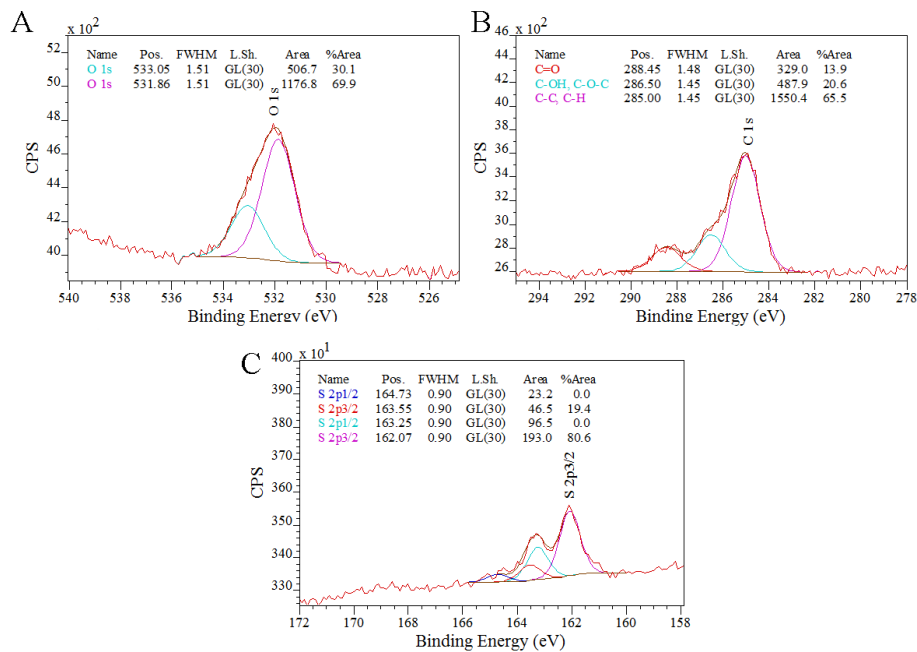 A
x 10²
Name Pos. FWHM L.Sh. Area %Area
O 1s 533.05 1.51 GL(30) 506.7 30.1
O 1s 531.86 1.51 GL(30) 1176.8 69.9
O 1s
CPS
52
50
48
46
44
42
40
540 538 536 534 532 530 528 526
Binding Energy (eV)
B
x 10²
Name Pos. FWHM L.Sh. Area %Area
C=O 288.45 1.48 GL(30) 329.0 13.9
C-OH, C-O-C 286.50 1.45 GL(30) 487.9 20.6
C-C, C-H 285.00 1.45 GL(30) 1550.4 65.5
C 1s
CPS
46
44
42
40
38
36
34
32
30
28
26
294 292 290 288 286 284 282 280 278
Binding Energy (eV)
C
x 10¹
Name Pos. FWHM L.Sh. Area %Area
S 2p1/2 164.73 0.90 GL(30) 23.2 0.0
S 2p3/2 163.55 0.90 GL(30) 46.5 19.4
S 2p1/2 163.25 0.90 GL(30) 96.5 0.0
S 2p3/2 162.07 0.90 GL(30) 193.0 80.6
S 2p3/2
CPS
400
390
380
370
360
350
340
330
172 170 168 166 164 162 160 158
Binding Energy (eV)